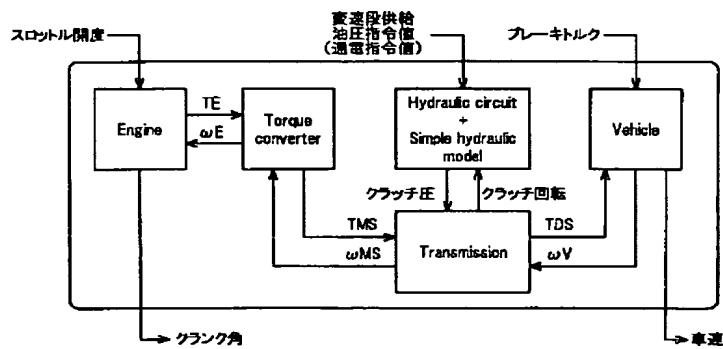 変速段供給
油圧指令値
(通電指令値)
スロットル開度
ブレーキトルク
Engine
TE
ωE
Torque
converter
Hydraulic circuit
+
Simple hydraulic
model
Vehicle
クラッチ圧
クラッチ回転
TMS
ωMS
Transmission
TDS
ωV
クランク角
車速